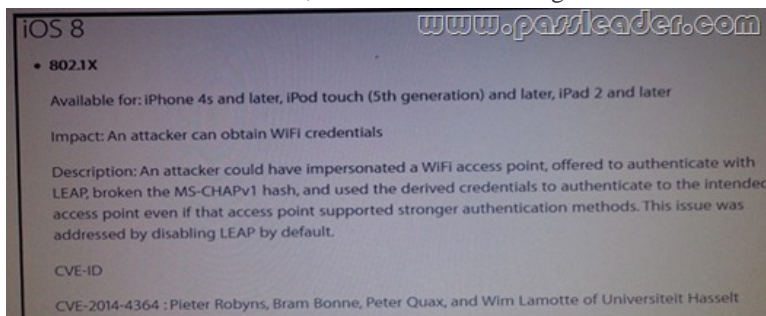 www.passleader.com
iOS 8
• 802.1X
Available for: iPhone 4s and later, iPod touch (5th generation) and later, iPad 2 and later
Impact: An attacker can obtain WiFi credentials
Description: An attacker could have impersonated a WiFi access point, offered to authenticate with
LEAP, broken the MS-CHAPv1 hash, and used the derived credentials to authenticate to the intended
access point even if that access point supported stronger authentication methods. This issue was
addressed by disabling LEAP by default.
CVE-ID
CVE-2014-4364 : Pieter Robyns, Bram Bonne, Peter Quax, and Wim Lamotte of Universiteit Hasselt